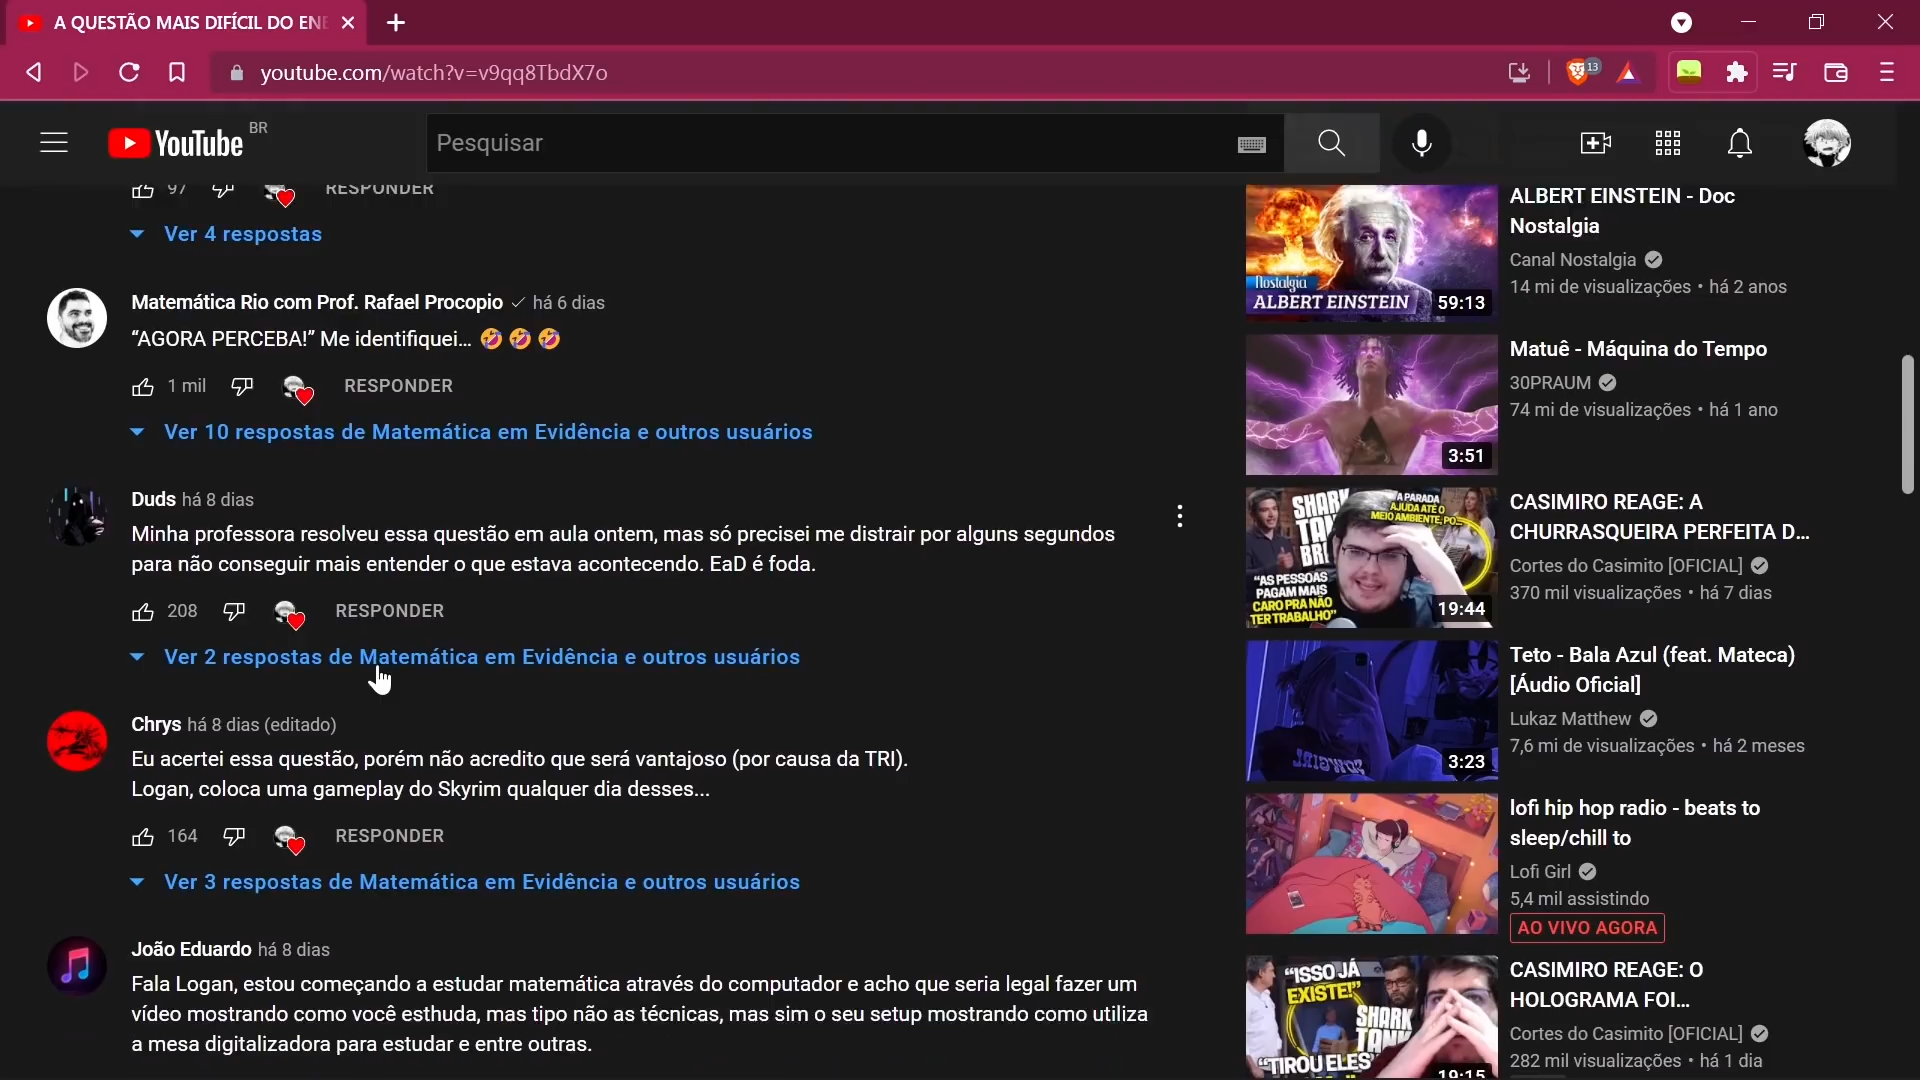 A QUESTÃO MAIS DIFÍCIL DO EN
youtube.com/watch?v=v9qq8TbdX7o
13
YouTube
BR
Pesquisar
97
RESPONDER
Ver 4 respostas
Matemática Rio com Prof. Rafael Procopio há 6 dias
“AGORA PERCEBA!” Me identifiquei... 🤣 🤣 🤣
1 mil
RESPONDER
Ver 10 respostas de Matemática em Evidência e outros usuários
Duds há 8 dias
Minha professora resolveu essa questão em aula ontem, mas só precisei me distrair por alguns segundos
para não conseguir mais entender o que estava acontecendo. EaD é foda.
208
RESPONDER
Ver 2 respostas de Matemática em Evidência e outros usuários
Chrys há 8 dias (editado)
Eu acertei essa questão, porém não acredito que será vantajoso (por causa da TRI).
Logan, coloca uma gameplay do Skyrim qualquer dia desses...
164
RESPONDER
Ver 3 respostas de Matemática em Evidência e outros usuários
João Eduardo há 8 dias
Fala Logan, estou começando a estudar matemática através do computador e acho que seria legal fazer um
vídeo mostrando como você esthuda, mas tipo não as técnicas, mas sim o seu setup mostrando como utiliza
a mesa digitalizadora para estudar e entre outras.
Nostalgia
ALBERT EINSTEIN
59:13
ALBERT EINSTEIN - Doc
Nostalgia
Canal Nostalgia
14 mi de visualizações • há 2 anos
3:51
Matuê - Máquina do Tempo
30PRAUM
74 mi de visualizações • há 1 ano
SHARK
TANK
BR
A PARADA
AJUDA ATÉ O
MEIO AMBIENTE, PO...
“AS PESSOAS
PAGAM MAIS
CARO PRA NÃO
TER TRABALHO”
19:44
CASIMIRO REAGE: A
CHURRASQUEIRA PERFEITA D...
Cortes do Casimito [OFICIAL]
370 mil visualizações • há 7 dias
3:23
Teto - Bala Azul (feat. Mateca)
[Áudio Oficial]
Lukaz Matthew
7,6 mi de visualizações • há 2 meses
lofi hip hop radio - beats to
sleep/chill to
Lofi Girl
5,4 mil assistindo
AO VIVO AGORA
“ISSO JÁ
EXISTE!”
SHARK
TANK
“TIROU ELES
19:15
CASIMIRO REAGE: O
HOLOGRAMA FOI...
Cortes do Casimito [OFICIAL]
282 mil visualizações • há 1 dia